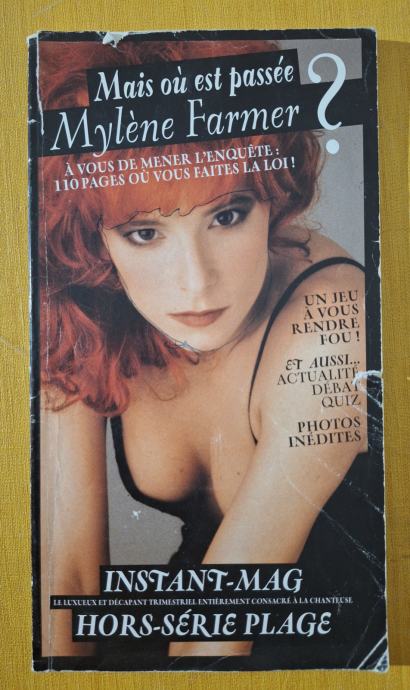 Mais où est passée
Mylène Farmer ?
À VOUS DE MENER L'ENQUÊTE :
110 PAGES OÙ VOUS FAITES LA LOI !
UN JEU
À VOUS
RENDRE
FOU !
ET AUSSI...
ACTUALITÉ
DÉBAT
QUIZ
PHOTOS
INÉDITES
INSTANT-MAG
LE LUXUEUX ET DÉCAPANT TRIMESTRIEL ENTIÈREMENT CONSACRÉ À LA CHANTEUSE
HORS-SÉRIE PLAGE